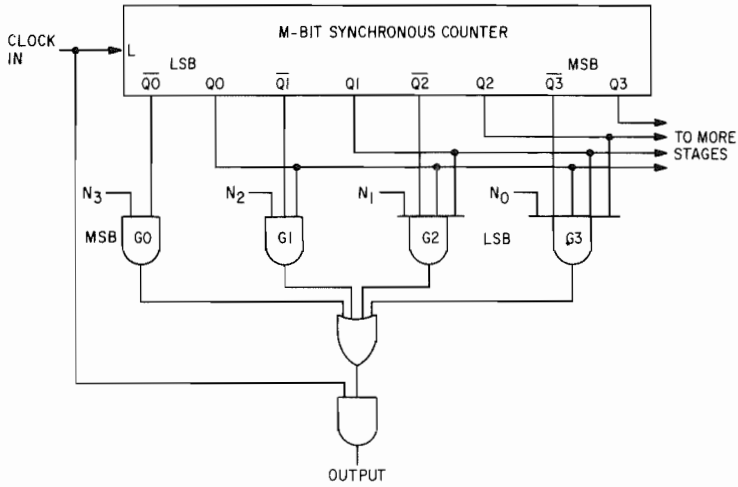 M-BIT SYNCHRONOUS COUNTER
CLOCK
IN
L
LSB
MSB
Q̅0̅ Q0 Q̅1̅ Q1 Q̅2̅ Q2 Q̅3̅ Q3
TO MORE
STAGES
N₃ N₂ N₁ N₀
MSB G0 G1 G2 LSB G3
OUTPUT